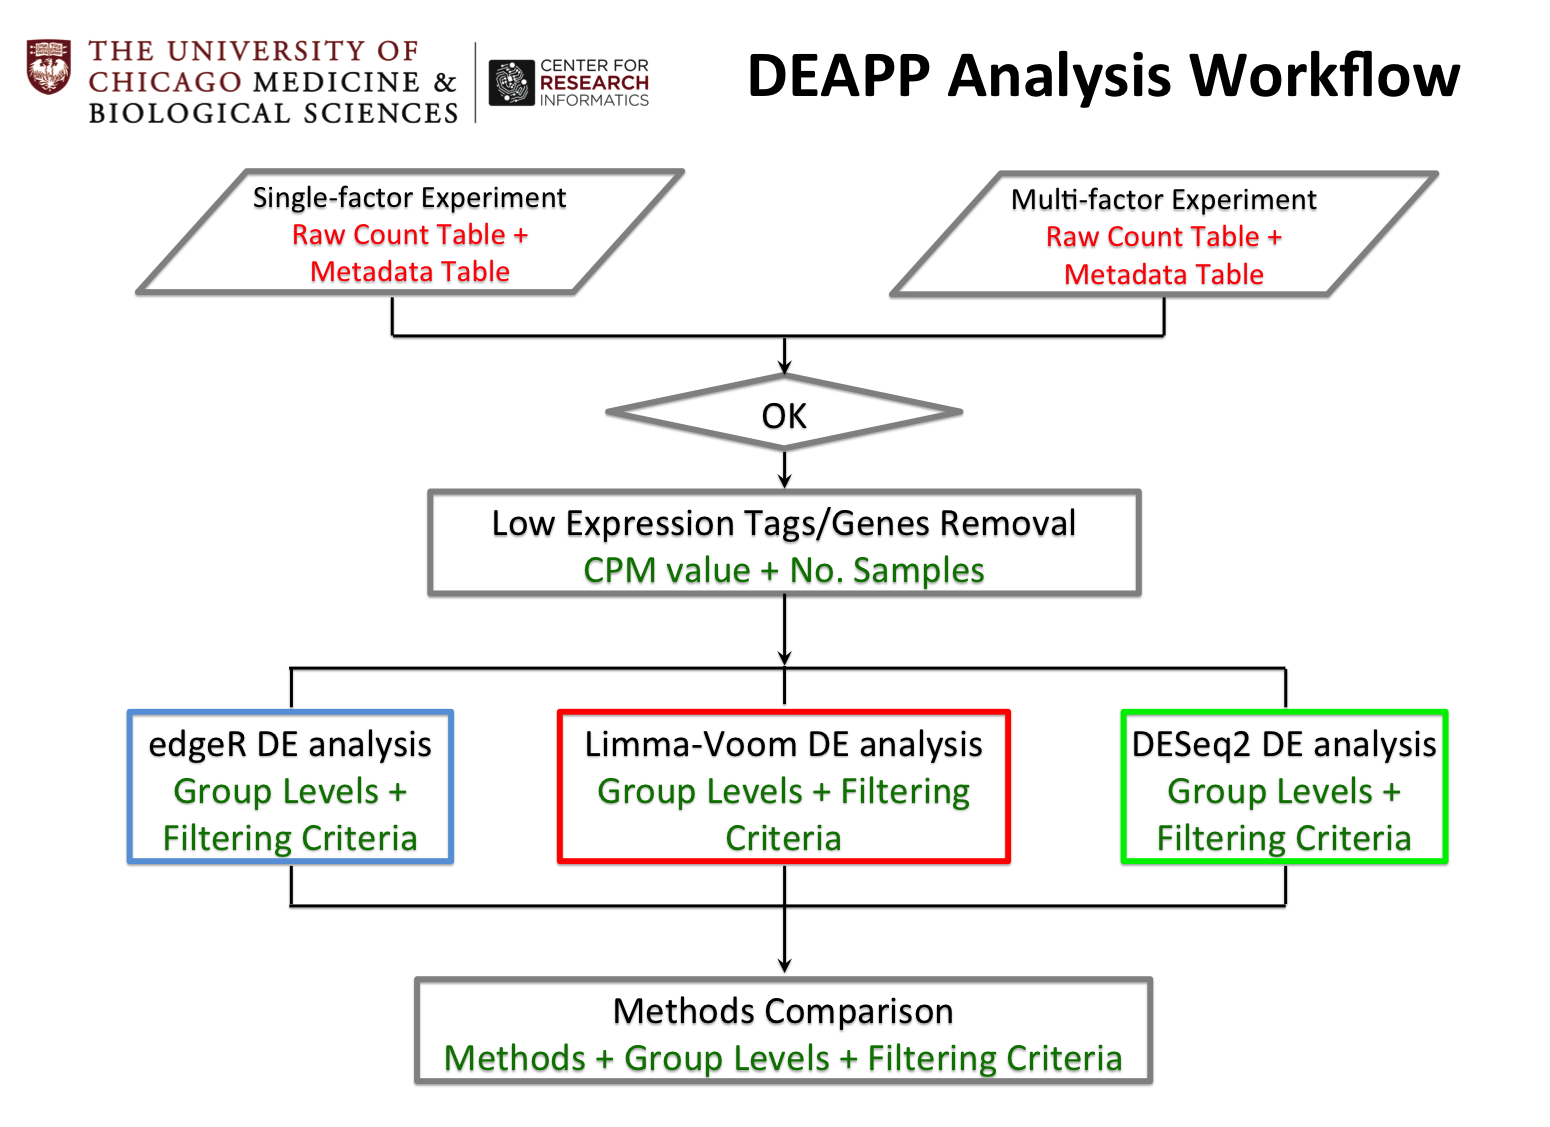 THE UNIVERSITY OF
CHICAGO MEDICINE &
BIOLOGICAL SCIENCES
CENTER FOR
RESEARCH
INFORMATICS
DEAPP Analysis Workflow
Single-factor Experiment
Raw Count Table +
Metadata Table
Multi-factor Experiment
Raw Count Table +
Metadata Table
OK
Low Expression Tags/Genes Removal
CPM value + No. Samples
edgeR DE analysis
Group Levels +
Filtering Criteria
Limma-Voom DE analysis
Group Levels + Filtering
Criteria
DESeq2 DE analysis
Group Levels +
Filtering Criteria
Methods Comparison
Methods + Group Levels + Filtering Criteria